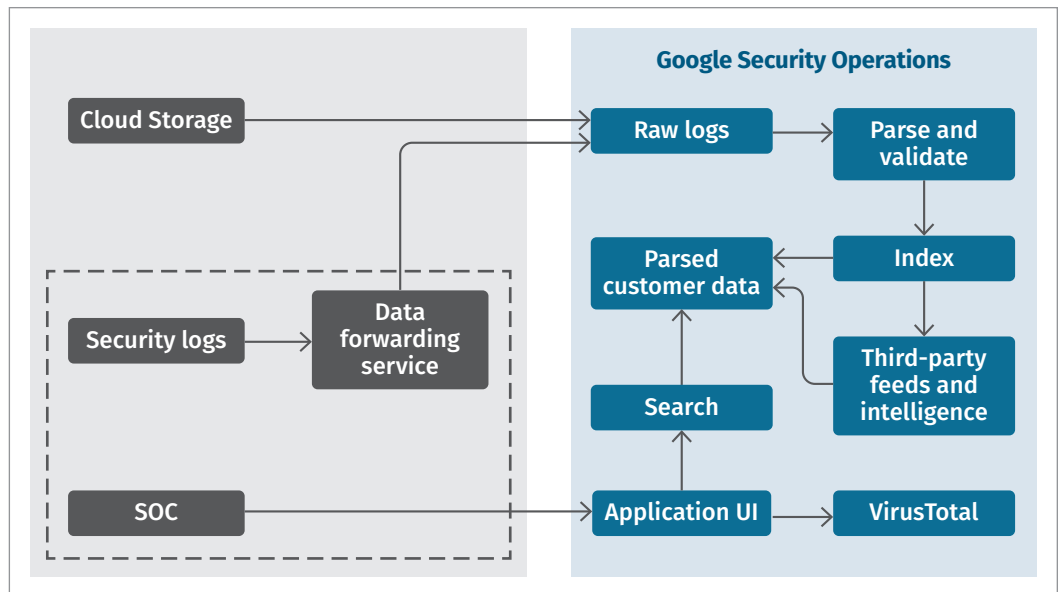 Google Security Operations
Cloud Storage
Raw logs
Parse and
validate
Parsed
customer data
Index
Security logs
Data
forwarding
service
Third-party
feeds and
intelligence
Search
SOC
Application UI
VirusTotal